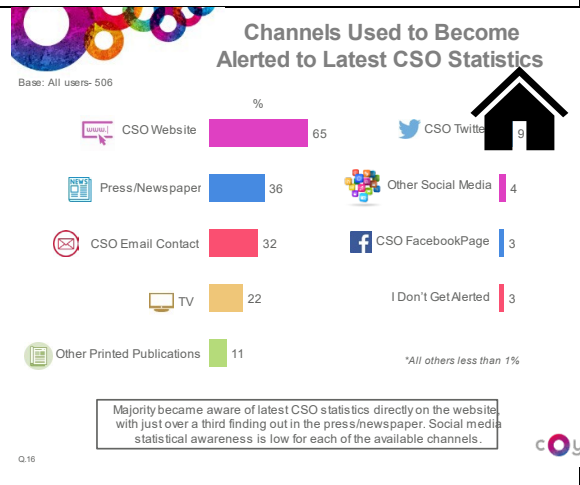 Channels Used to Become
Alerted to Latest CSO Statistics
Base: All users- 506
%
www.
CSO Website 65
NEWS
Press/Newspaper 36
CSO Email Contact 32
TV 22
Other Printed Publications 11
CSO 9
Other Social Media 4
f
CSO FacebookPage 3
I Don't Get Alerted 3
*All others less than 1%
Majority became aware of latest CSO statistics directly on the website,
with just over a third finding out in the press/newspaper. Social media
statistical awareness is low for each of the available channels.
Q.16